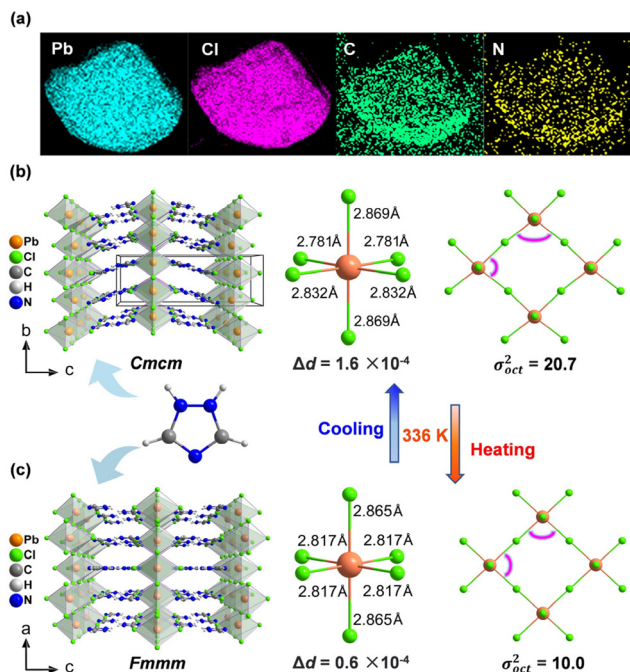 (a)
Pb Cl C N
(b)
Pb
Cl
C
H
N
b
c
Cmcm
2.869Å
2.781Å 2.781Å
2.832Å 2.832Å
2.869Å
Δd = 1.6 ×10⁻⁴
σ²oct = 20.7
Cooling 336 K Heating
(c)
Pb
Cl
C
H
N
a
c
Fmmm
2.865Å
2.817Å 2.817Å
2.817Å 2.817Å
2.865Å
Δd = 0.6 ×10⁻⁴
σ²oct = 10.0